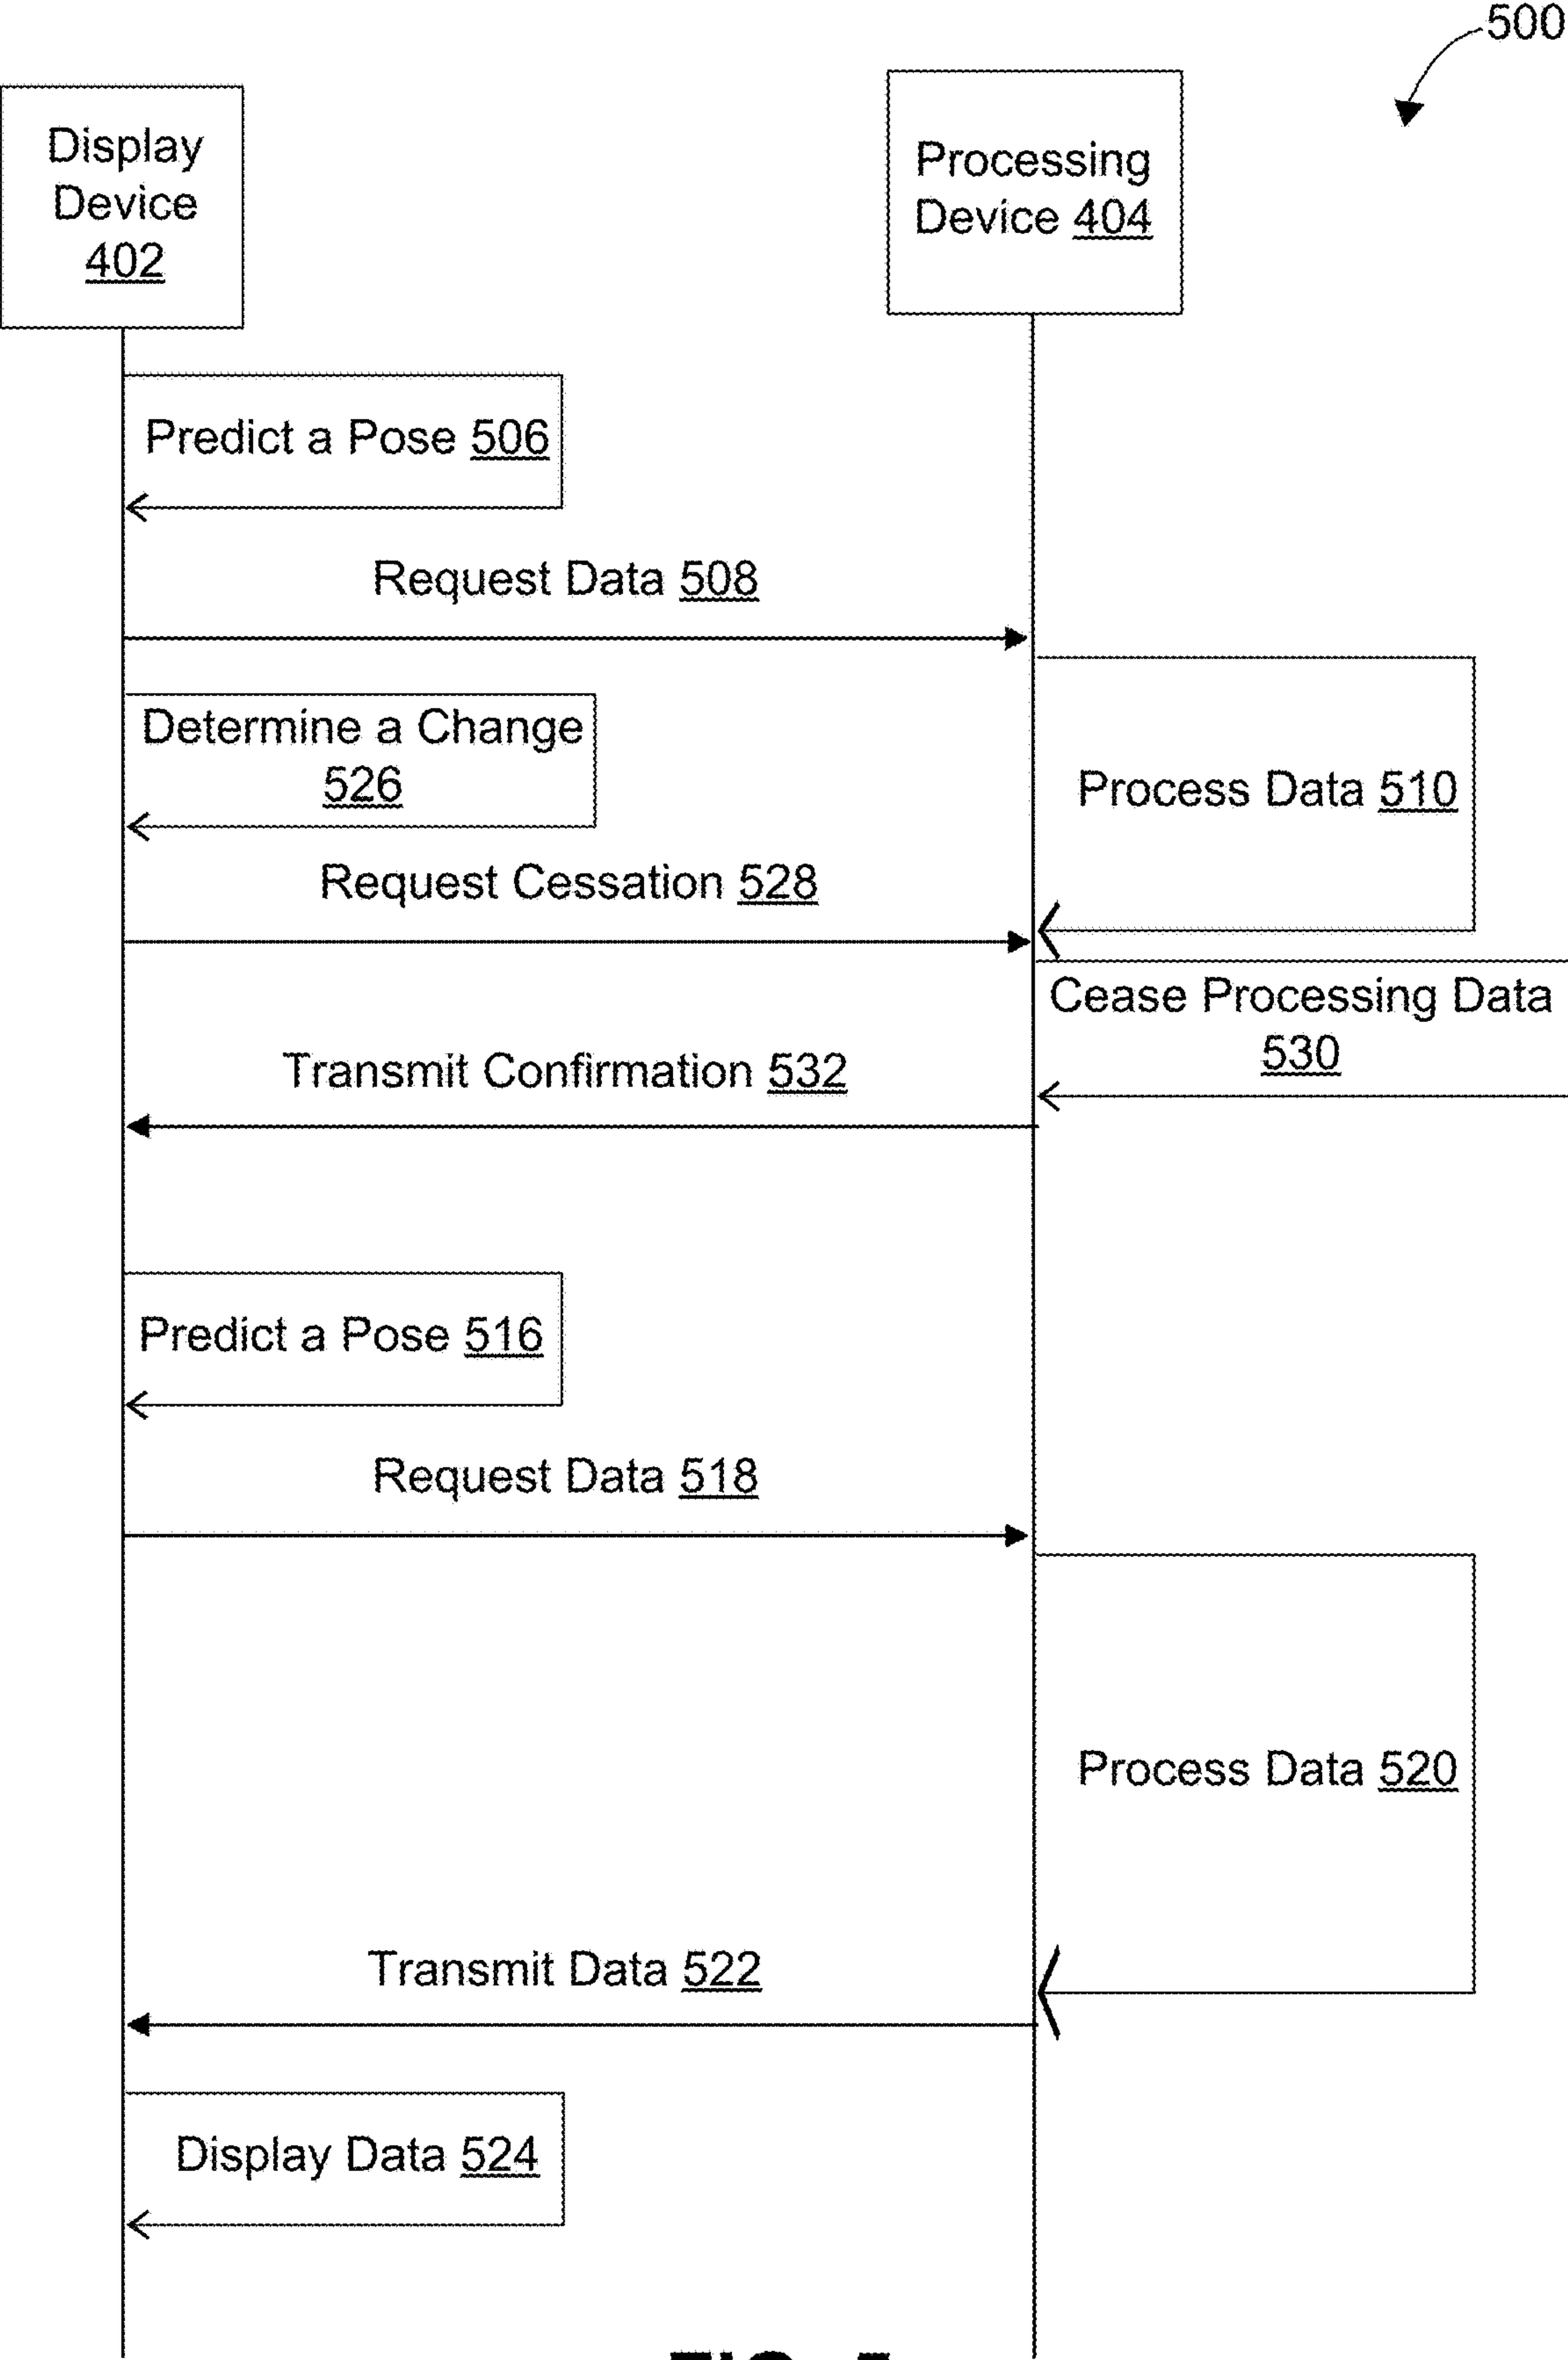 500
Display
Device
402
Processing
Device 404
Predict a Pose 506
Request Data 508
Determine a Change
526
Process Data 510
Request Cessation 528
Cease Processing Data
530
Transmit Confirmation 532
Predict a Pose 516
Request Data 518
Process Data 520
Transmit Data 522
Display Data 524